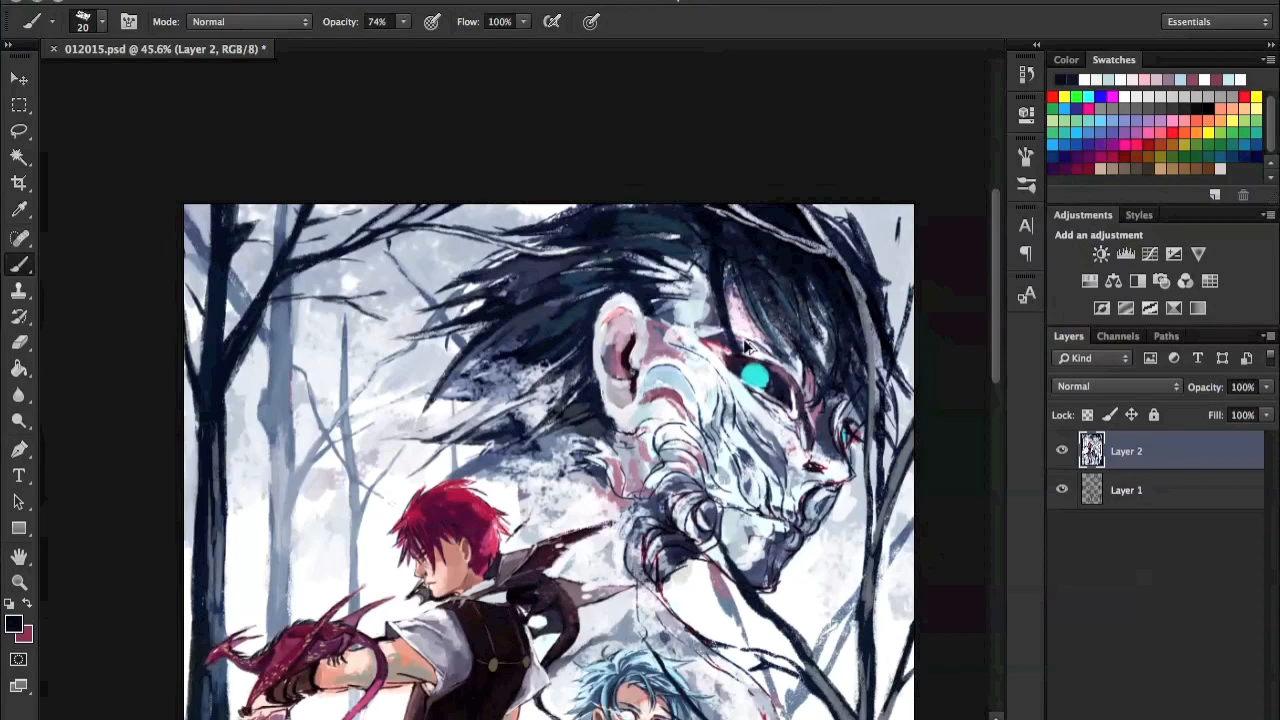 20 Mode: Normal Opacity: 74% Flow: 100% Essentials
012015.psd @ 45.6% (Layer 2, RGB/8) *
Color Swatches
Adjustments Styles
Add an adjustment
Layers Channels Paths
Kind
Normal Opacity: 100%
Lock: Fill: 100%
Layer 2
Layer 1